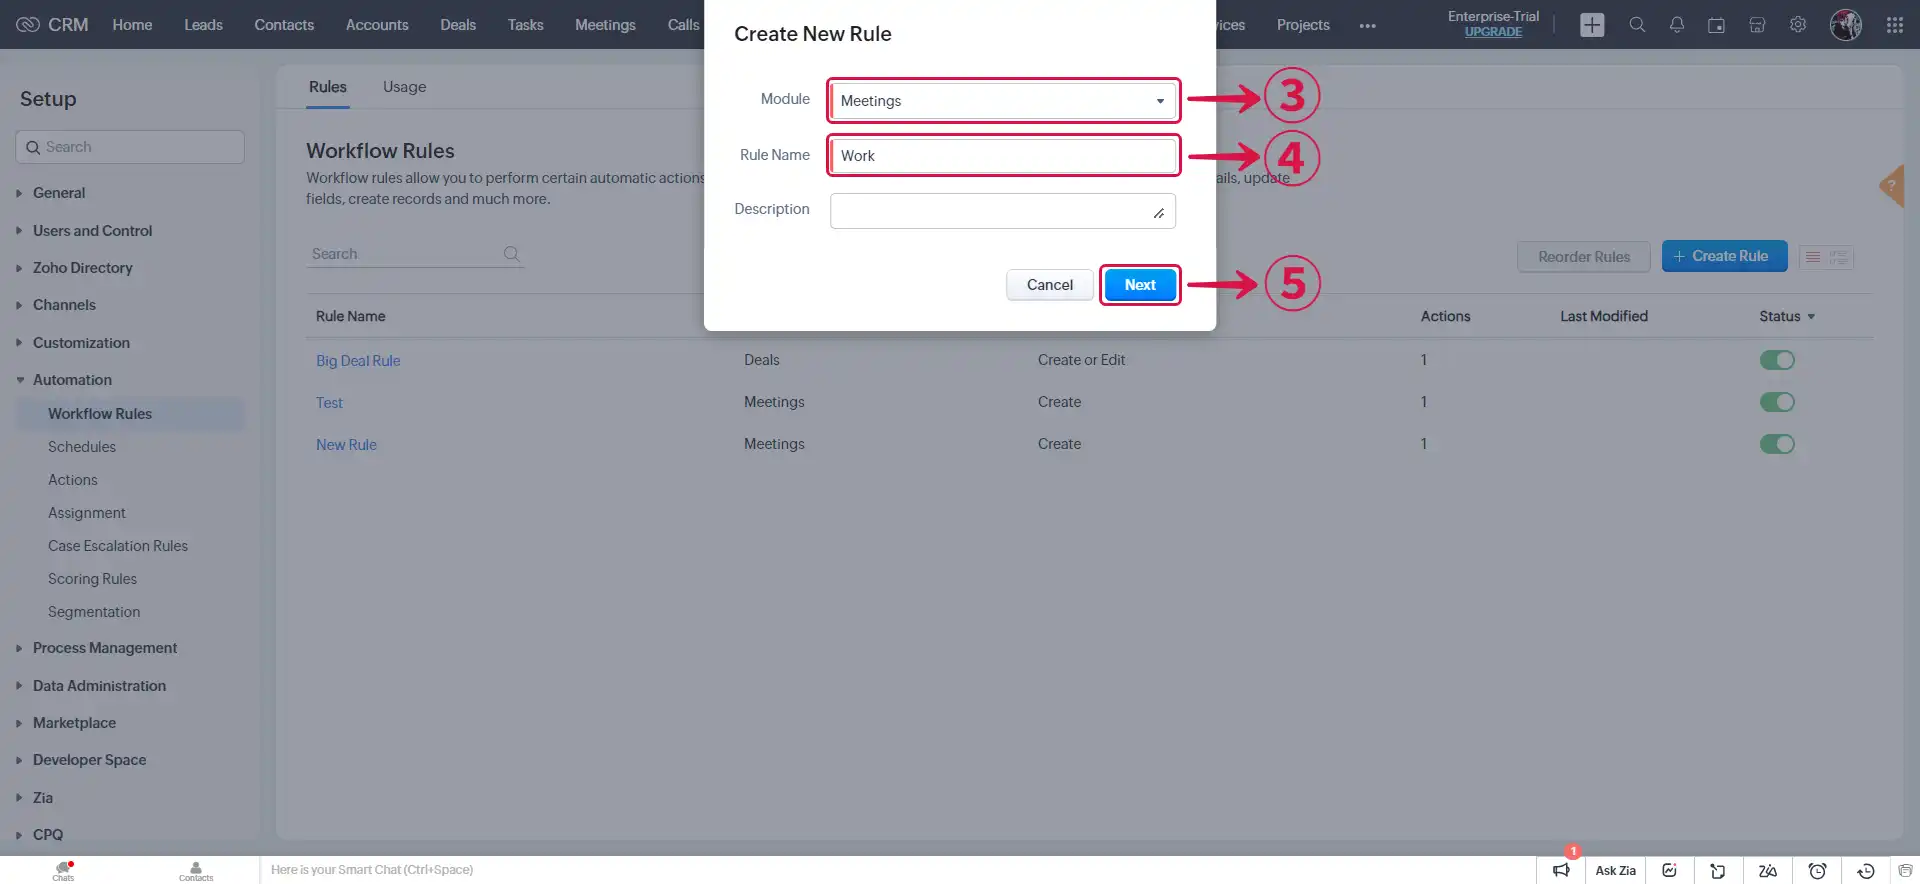 CRM Home Leads Contacts Accounts Deals Tasks Meetings Calls Projects Enterprise-Trial
UPGRADE
Create New Rule
Module Meetings 3
Rule Name Work 4
Description
Cancel Next 5
Setup
Search
General
Users and Control
Zoho Directory
Channels
Customization
Automation
Workflow Rules
Schedules
Actions
Assignment
Case Escalation Rules
Scoring Rules
Segmentation
Process Management
Data Administration
Marketplace
Developer Space
Zia
CPQ
Rules Usage
Workflow Rules
Workflow rules allow you to perform certain automatic actions update
fields, create records and much more.
?
Search
Reorder Rules + Create Rule
Rule Name Actions Last Modified Status
Big Deal Rule Deals Create or Edit 1
Test Meetings Create 1
New Rule Meetings Create 1
Chats
Contacts
Here is your Smart Chat (Ctrl+Space)
1
Ask Zia